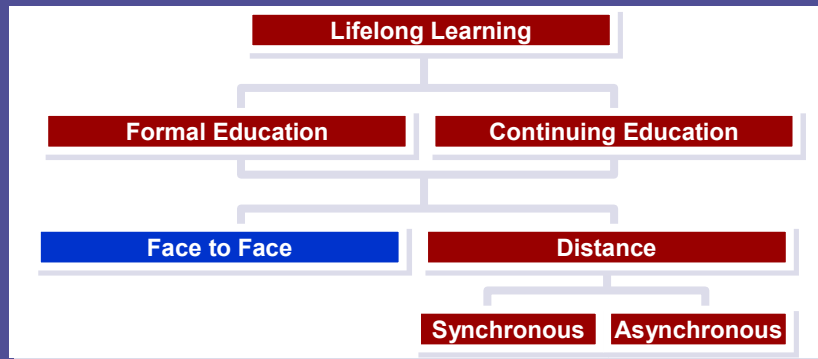 Lifelong Learning
Formal Education
Continuing Education
Face to Face
Distance
Synchronous
Asynchronous